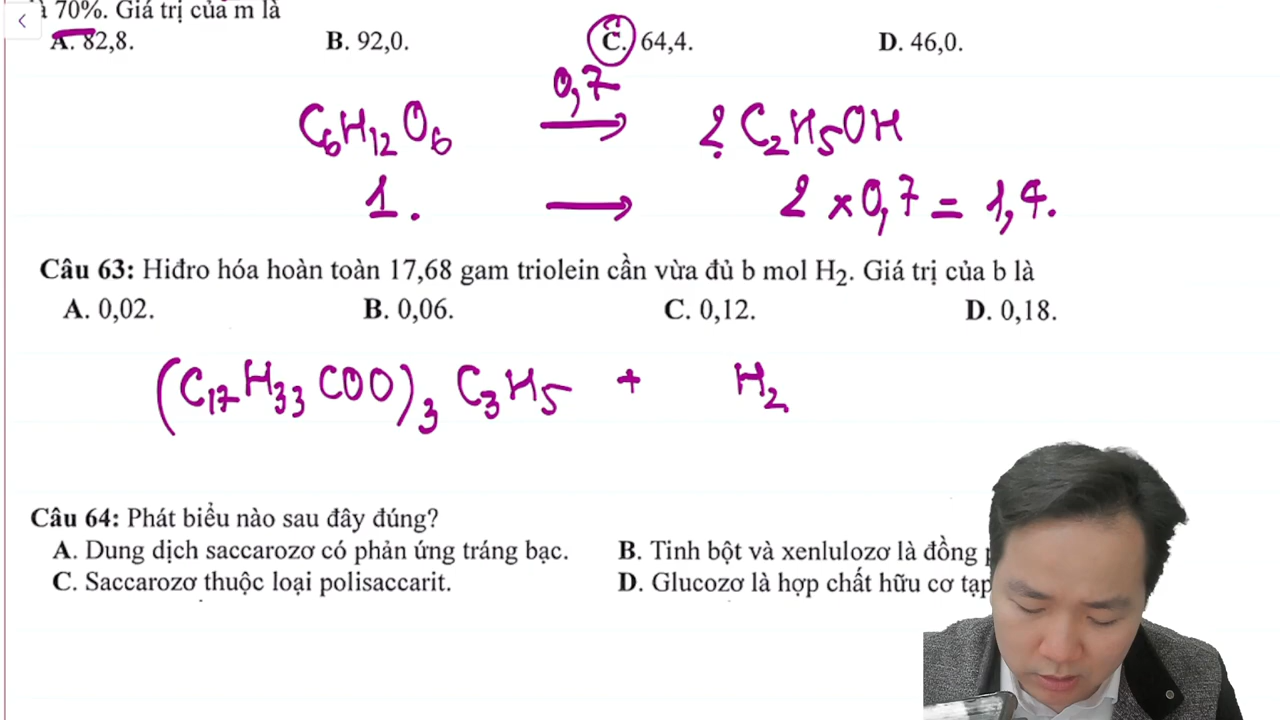 là 70%. Giá trị của m là
A. 82,8. B. 92,0. C. 64,4. D. 46,0.
0,7
C6H12O6 → 2 C2H5OH
1. → 2 × 0,7 = 1,4.
Câu 63: Hiđro hóa hoàn toàn 17,68 gam triolein cần vừa đủ b mol H2. Giá trị của b là
A. 0,02. B. 0,06. C. 0,12. D. 0,18.
(C17H33COO)3C3H5 + H2
Câu 64: Phát biểu nào sau đây đúng?
A. Dung dịch saccarozơ có phản ứng tráng bạc. B. Tinh bột và xenlulozơ là đồng
C. Saccarozơ thuộc loại polisaccarit. D. Glucozơ là hợp chất hữu cơ tạp